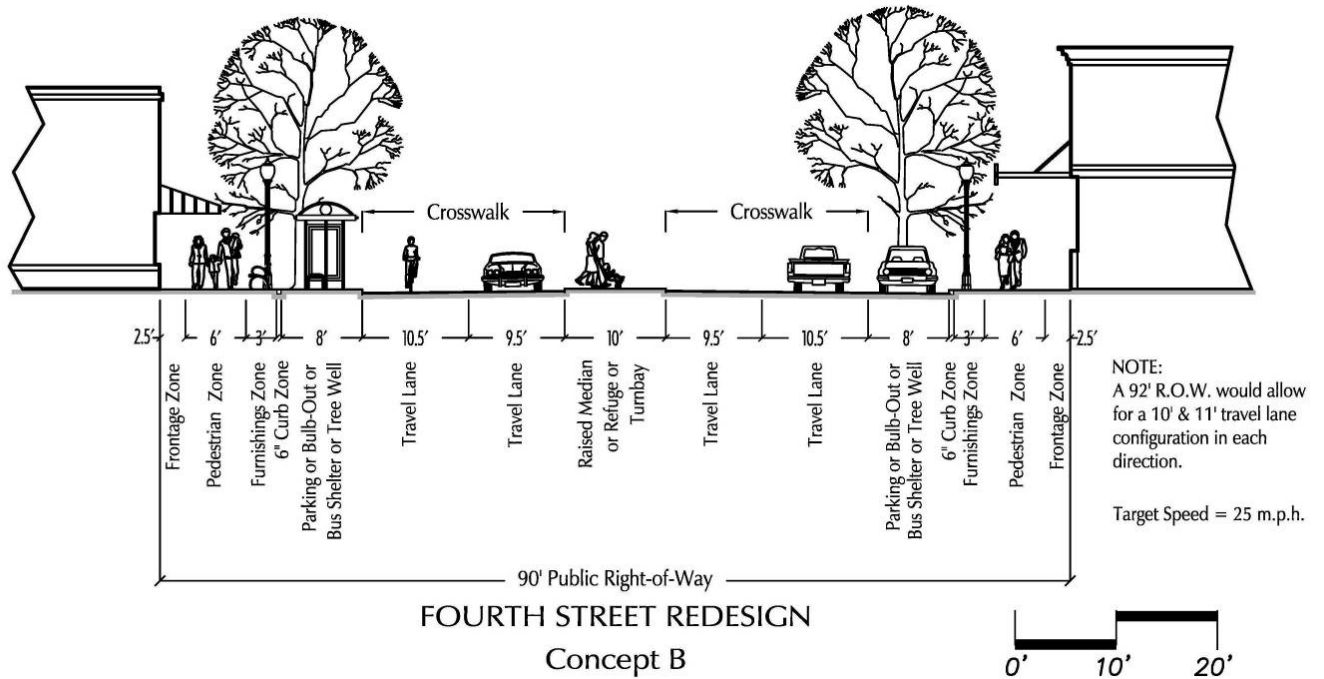 Crosswalk
Crosswalk
2.5'
6'
3'
8'
10.5'
9.5'
10'
9.5'
10.5'
8'
3'
6'
2.5'
Frontage Zone
Pedestrian Zone
Furnishings Zone
6" Curb Zone
Parking or Bulb-Out or
Bus Shelter or Tree Well
Travel Lane
Travel Lane
Raised Median
or Refuge or
Turnbay
Travel Lane
Travel Lane
Parking or Bulb-Out or
Bus Shelter or Tree Well
6" Curb Zone
Furnishings Zone
Pedestrian Zone
Frontage Zone
NOTE:
A 92' R.O.W. would allow
for a 10' & 11' travel lane
configuration in each
direction.
Target Speed = 25 m.p.h.
90' Public Right-of-Way
FOURTH STREET REDESIGN
Concept B
0'
10'
20'